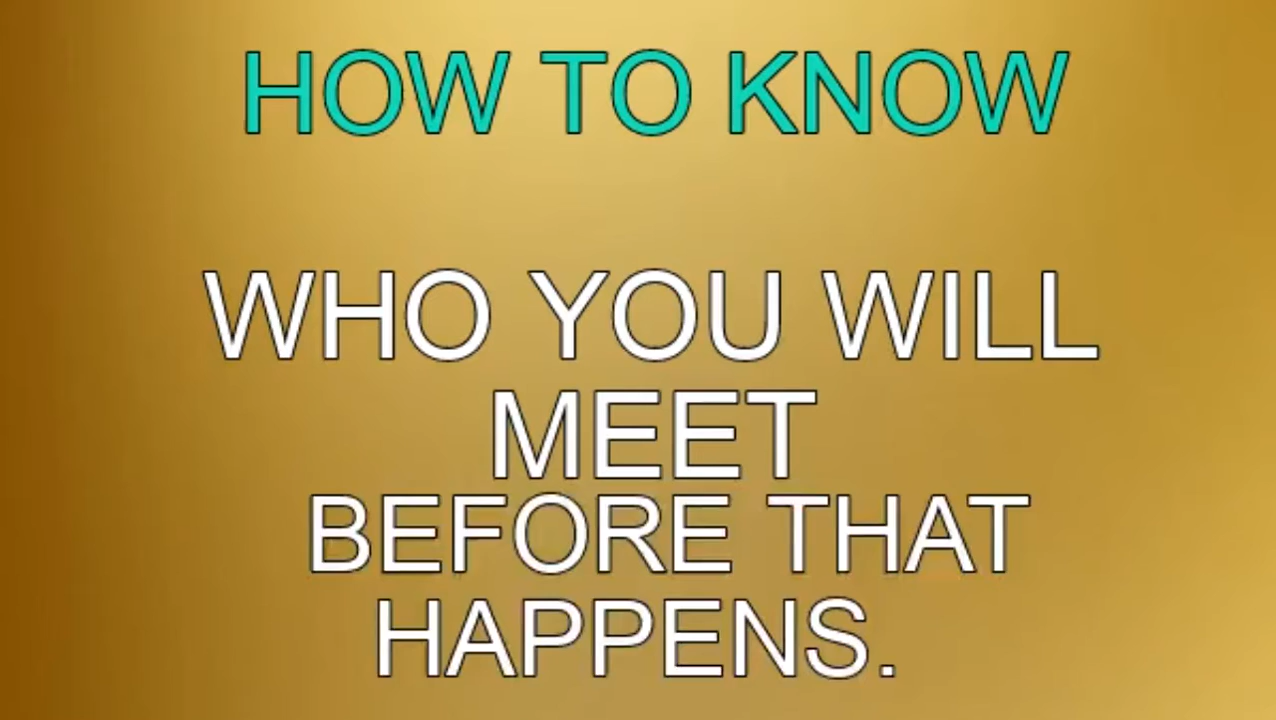 HOW TO KNOW
WHO YOU WILL
MEET
BEFORE THAT
HAPPENS.